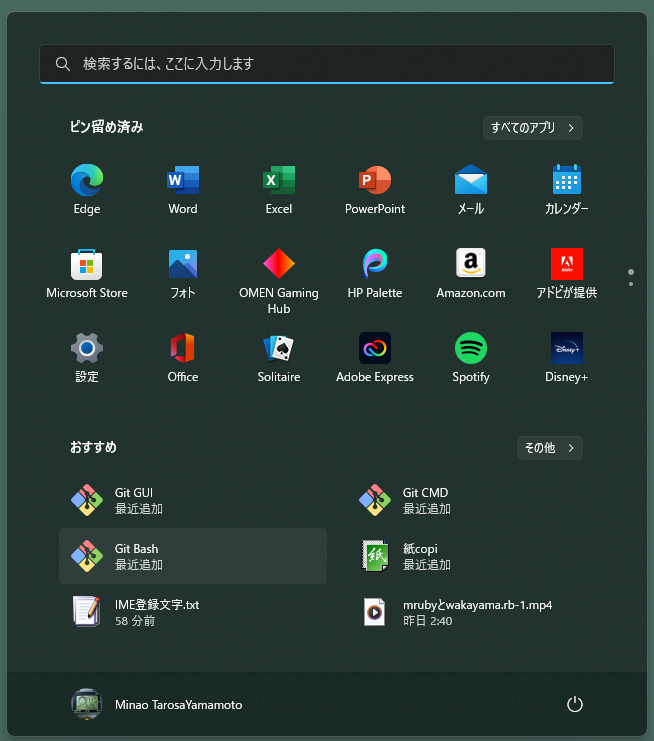 検索するには、ここに入力します
ピン留め済み
すべてのアプリ
Edge
Word
Excel
PowerPoint
メール
カレンダー
Microsoft Store
フォト
OMEN Gaming
Hub
HP Palette
Amazon.com
アドビが提供
設定
Office
Solitaire
Adobe Express
Spotify
Disney+
おすすめ
その他
Git GUI
最近追加
Git CMD
最近追加
Git Bash
最近追加
紙copi
最近追加
IME登録文字.txt
58 分前
mrubyとwakayama.rb-1.mp4
昨日 2:40
Minao TarosaYamamoto